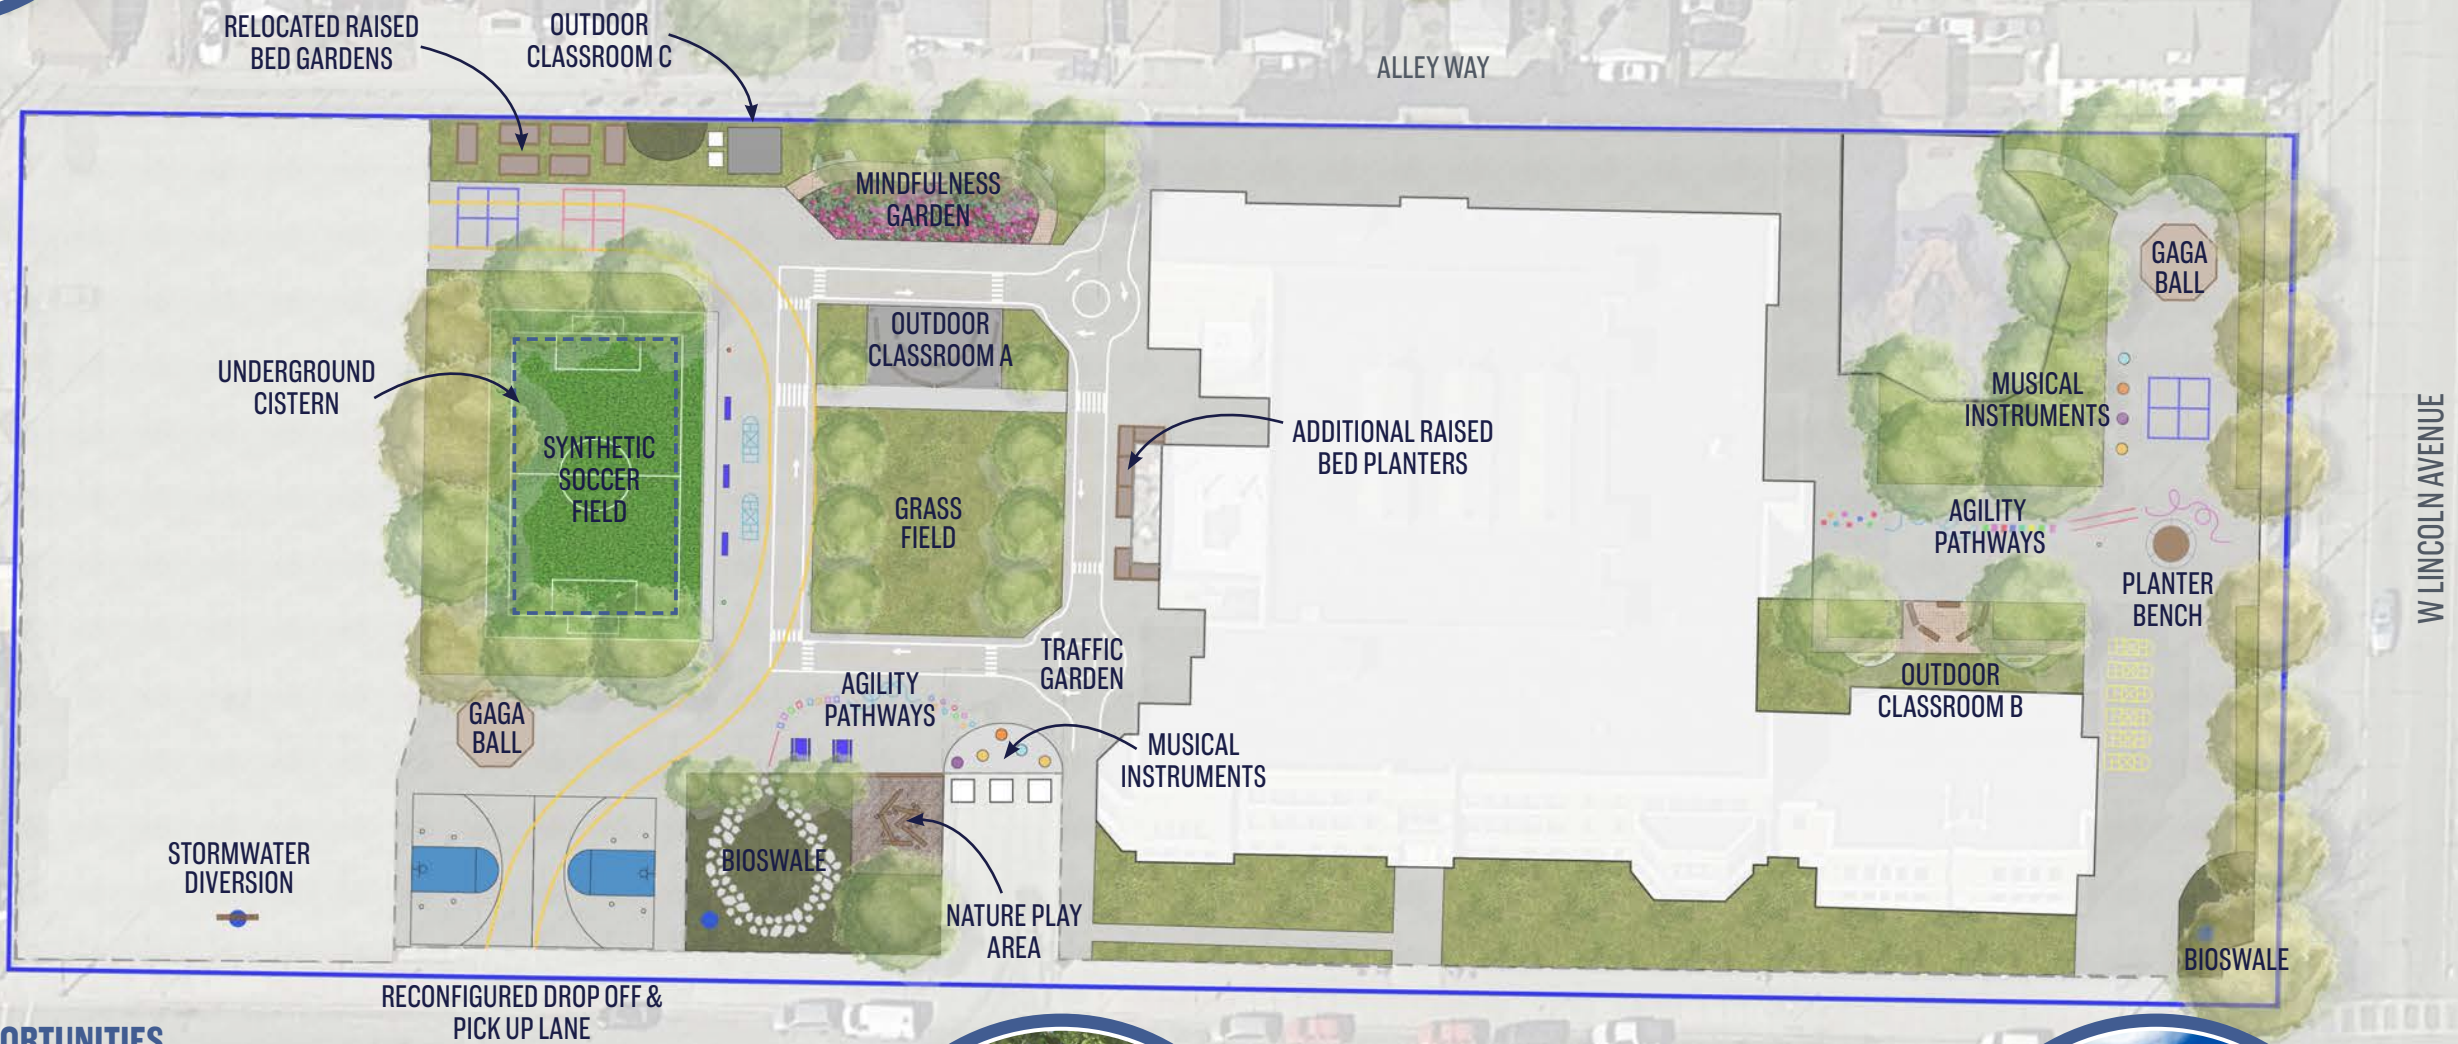 RELOCATED RAISED
BED GARDENS
OUTDOOR
CLASSROOM C
ALLEY WAY
MINDFULNESS
GARDEN
GAGA
BALL
OUTDOOR
CLASSROOM A
UNDERGROUND
CISTERN
MUSICAL
INSTRUMENTS
SYNTHETIC
SOCCER
FIELD
ADDITIONAL RAISED
BED PLANTERS
W LINCOLN AVENUE
GRASS
FIELD
AGILITY
PATHWAYS
PLANTER
BENCH
TRAFFIC
GARDEN
OUTDOOR
CLASSROOM B
AGILITY
PATHWAYS
GAGA
BALL
MUSICAL
INSTRUMENTS
STORMWATER
DIVERSION
BIOSWALE
NATURE PLAY
AREA
BIOSWALE
RECONFIGURED DROP OFF &
PICK UP LANE
ORTUNITIES